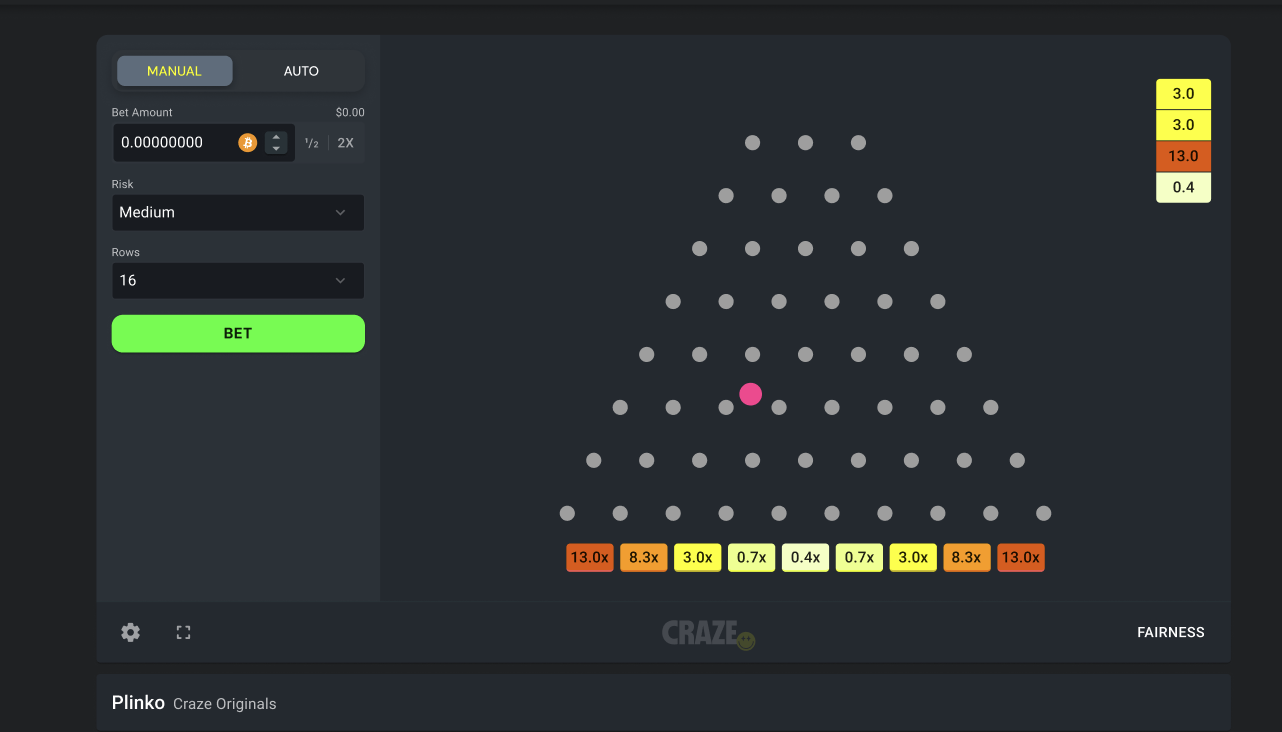 MANUAL AUTO
Bet Amount $0.00
0.00000000 ½ 2X
Risk
Medium
Rows
16
BET
3.0
3.0
13.0
0.4
13.0x 8.3x 3.0x 0.7x 0.4x 0.7x 3.0x 8.3x 13.0x
CRAZE
FAIRNESS
Plinko Craze Originals